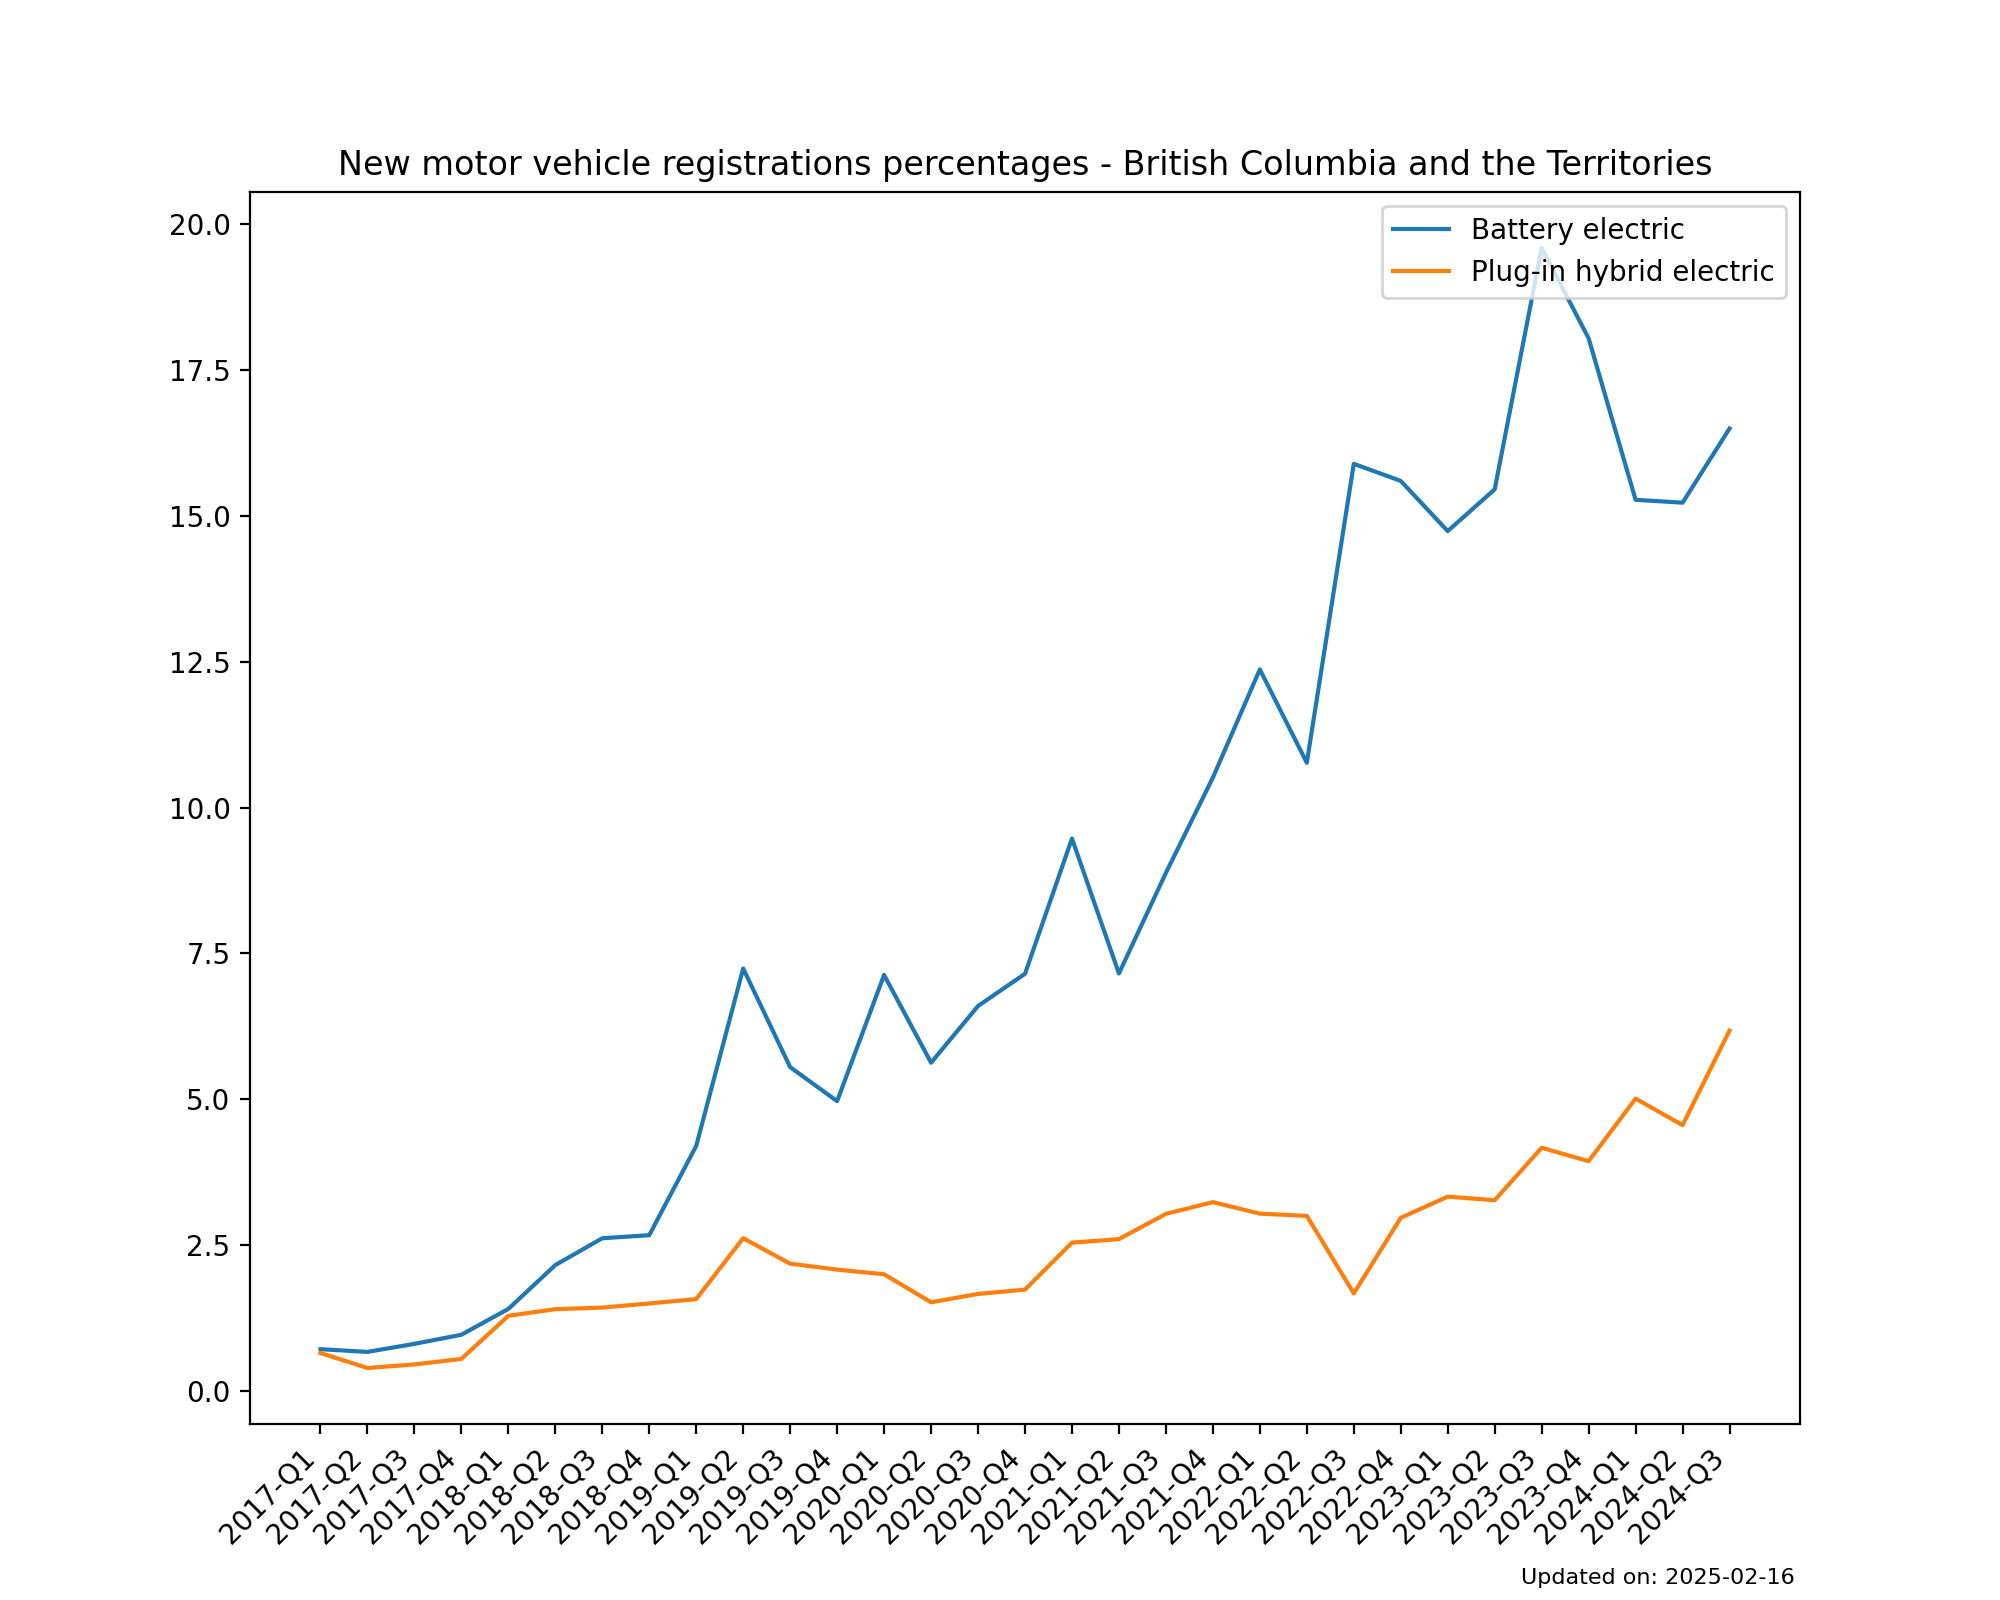 New motor vehicle registrations percentages - British Columbia and the Territories
Battery electric
Plug-in hybrid electric
20.0
17.5
15.0
12.5
10.0
7.5
5.0
2.5
0.0
2017-Q1
2017-Q2
2017-Q3
2017-Q4
2018-Q1
2018-Q2
2018-Q3
2018-Q4
2019-Q1
2019-Q2
2019-Q3
2019-Q4
2020-Q1
2020-Q2
2020-Q3
2020-Q4
2021-Q1
2021-Q2
2021-Q3
2021-Q4
2022-Q1
2022-Q2
2022-Q3
2022-Q4
2023-Q1
2023-Q2
2023-Q3
2023-Q4
2024-Q1
2024-Q2
2024-Q3
Updated on: 2025-02-16